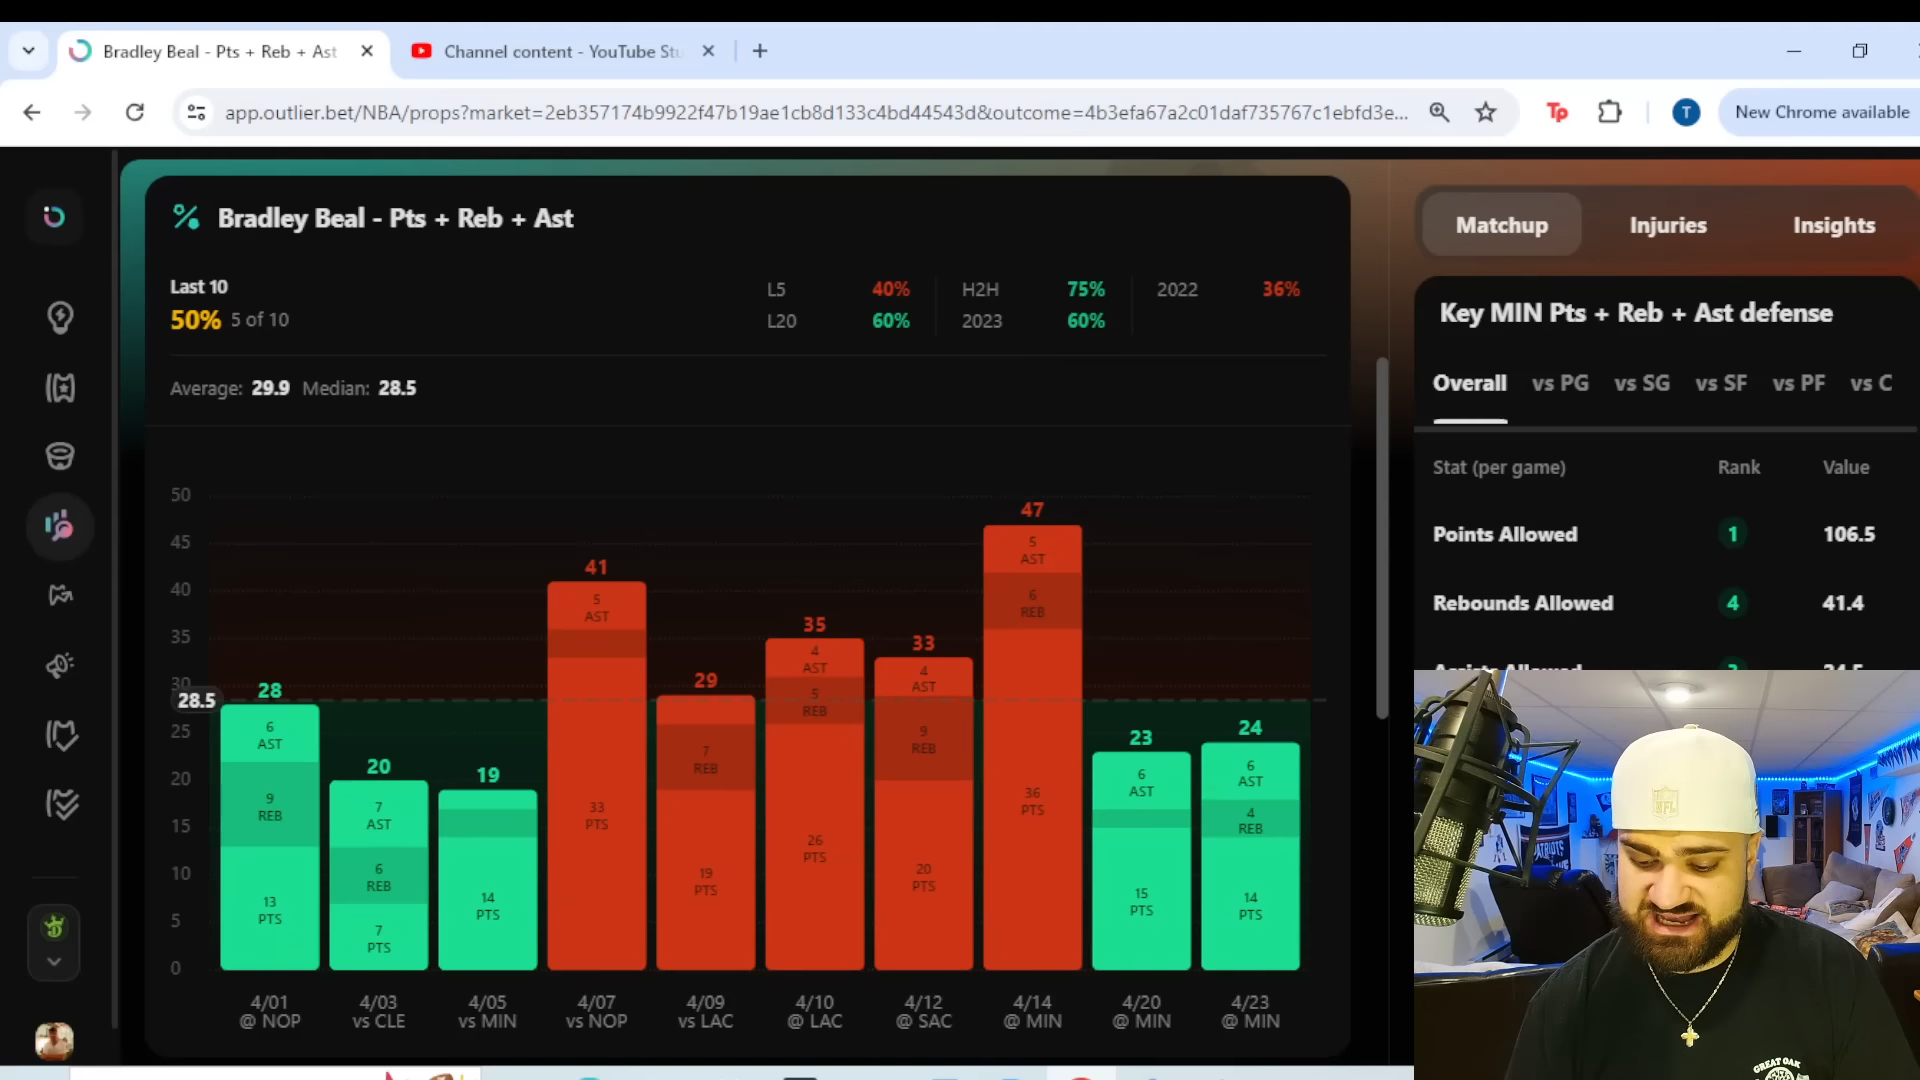 Bradley Beal - Pts + Reb + Ast
Channel content - YouTube Stu
app.outlier.bet/NBA/props?market=2eb357174b9922f47b19ae1cb8d133c4bd44543d&outcome=4b3efa67a2c01daf735767c1ebfd3e...
Tp
T
New Chrome available
Bradley Beal - Pts + Reb + Ast
Last 10
50% 5 of 10
L5 40% H2H 75% 2022 36%
L20 60% 2023 60%
Average: 29.9 Median: 28.5
50
45
40
35
30
28.5
25
20
15
10
5
0
28
6
AST
9
REB
13
PTS
20
7
AST
6
REB
7
PTS
19
14
PTS
41
5
AST
33
PTS
29
7
REB
19
PTS
35
4
AST
5
REB
26
PTS
33
4
AST
9
REB
20
PTS
47
5
AST
6
REB
36
PTS
23
6
AST
15
PTS
24
6
AST
4
REB
14
PTS
4/01 4/03 4/05 4/07 4/09 4/10 4/12 4/14 4/20 4/23
@ NOP vs CLE vs MIN vs NOP vs LAC @ LAC @ SAC @ MIN @ MIN @ MIN
Matchup Injuries Insights
Key MIN Pts + Reb + Ast defense
Overall vs PG vs SG vs SF vs PF vs C
Stat (per game) Rank Value
Points Allowed 1 106.5
Rebounds Allowed 4 41.4
NFL
PATRIOTS
GREAT OAK